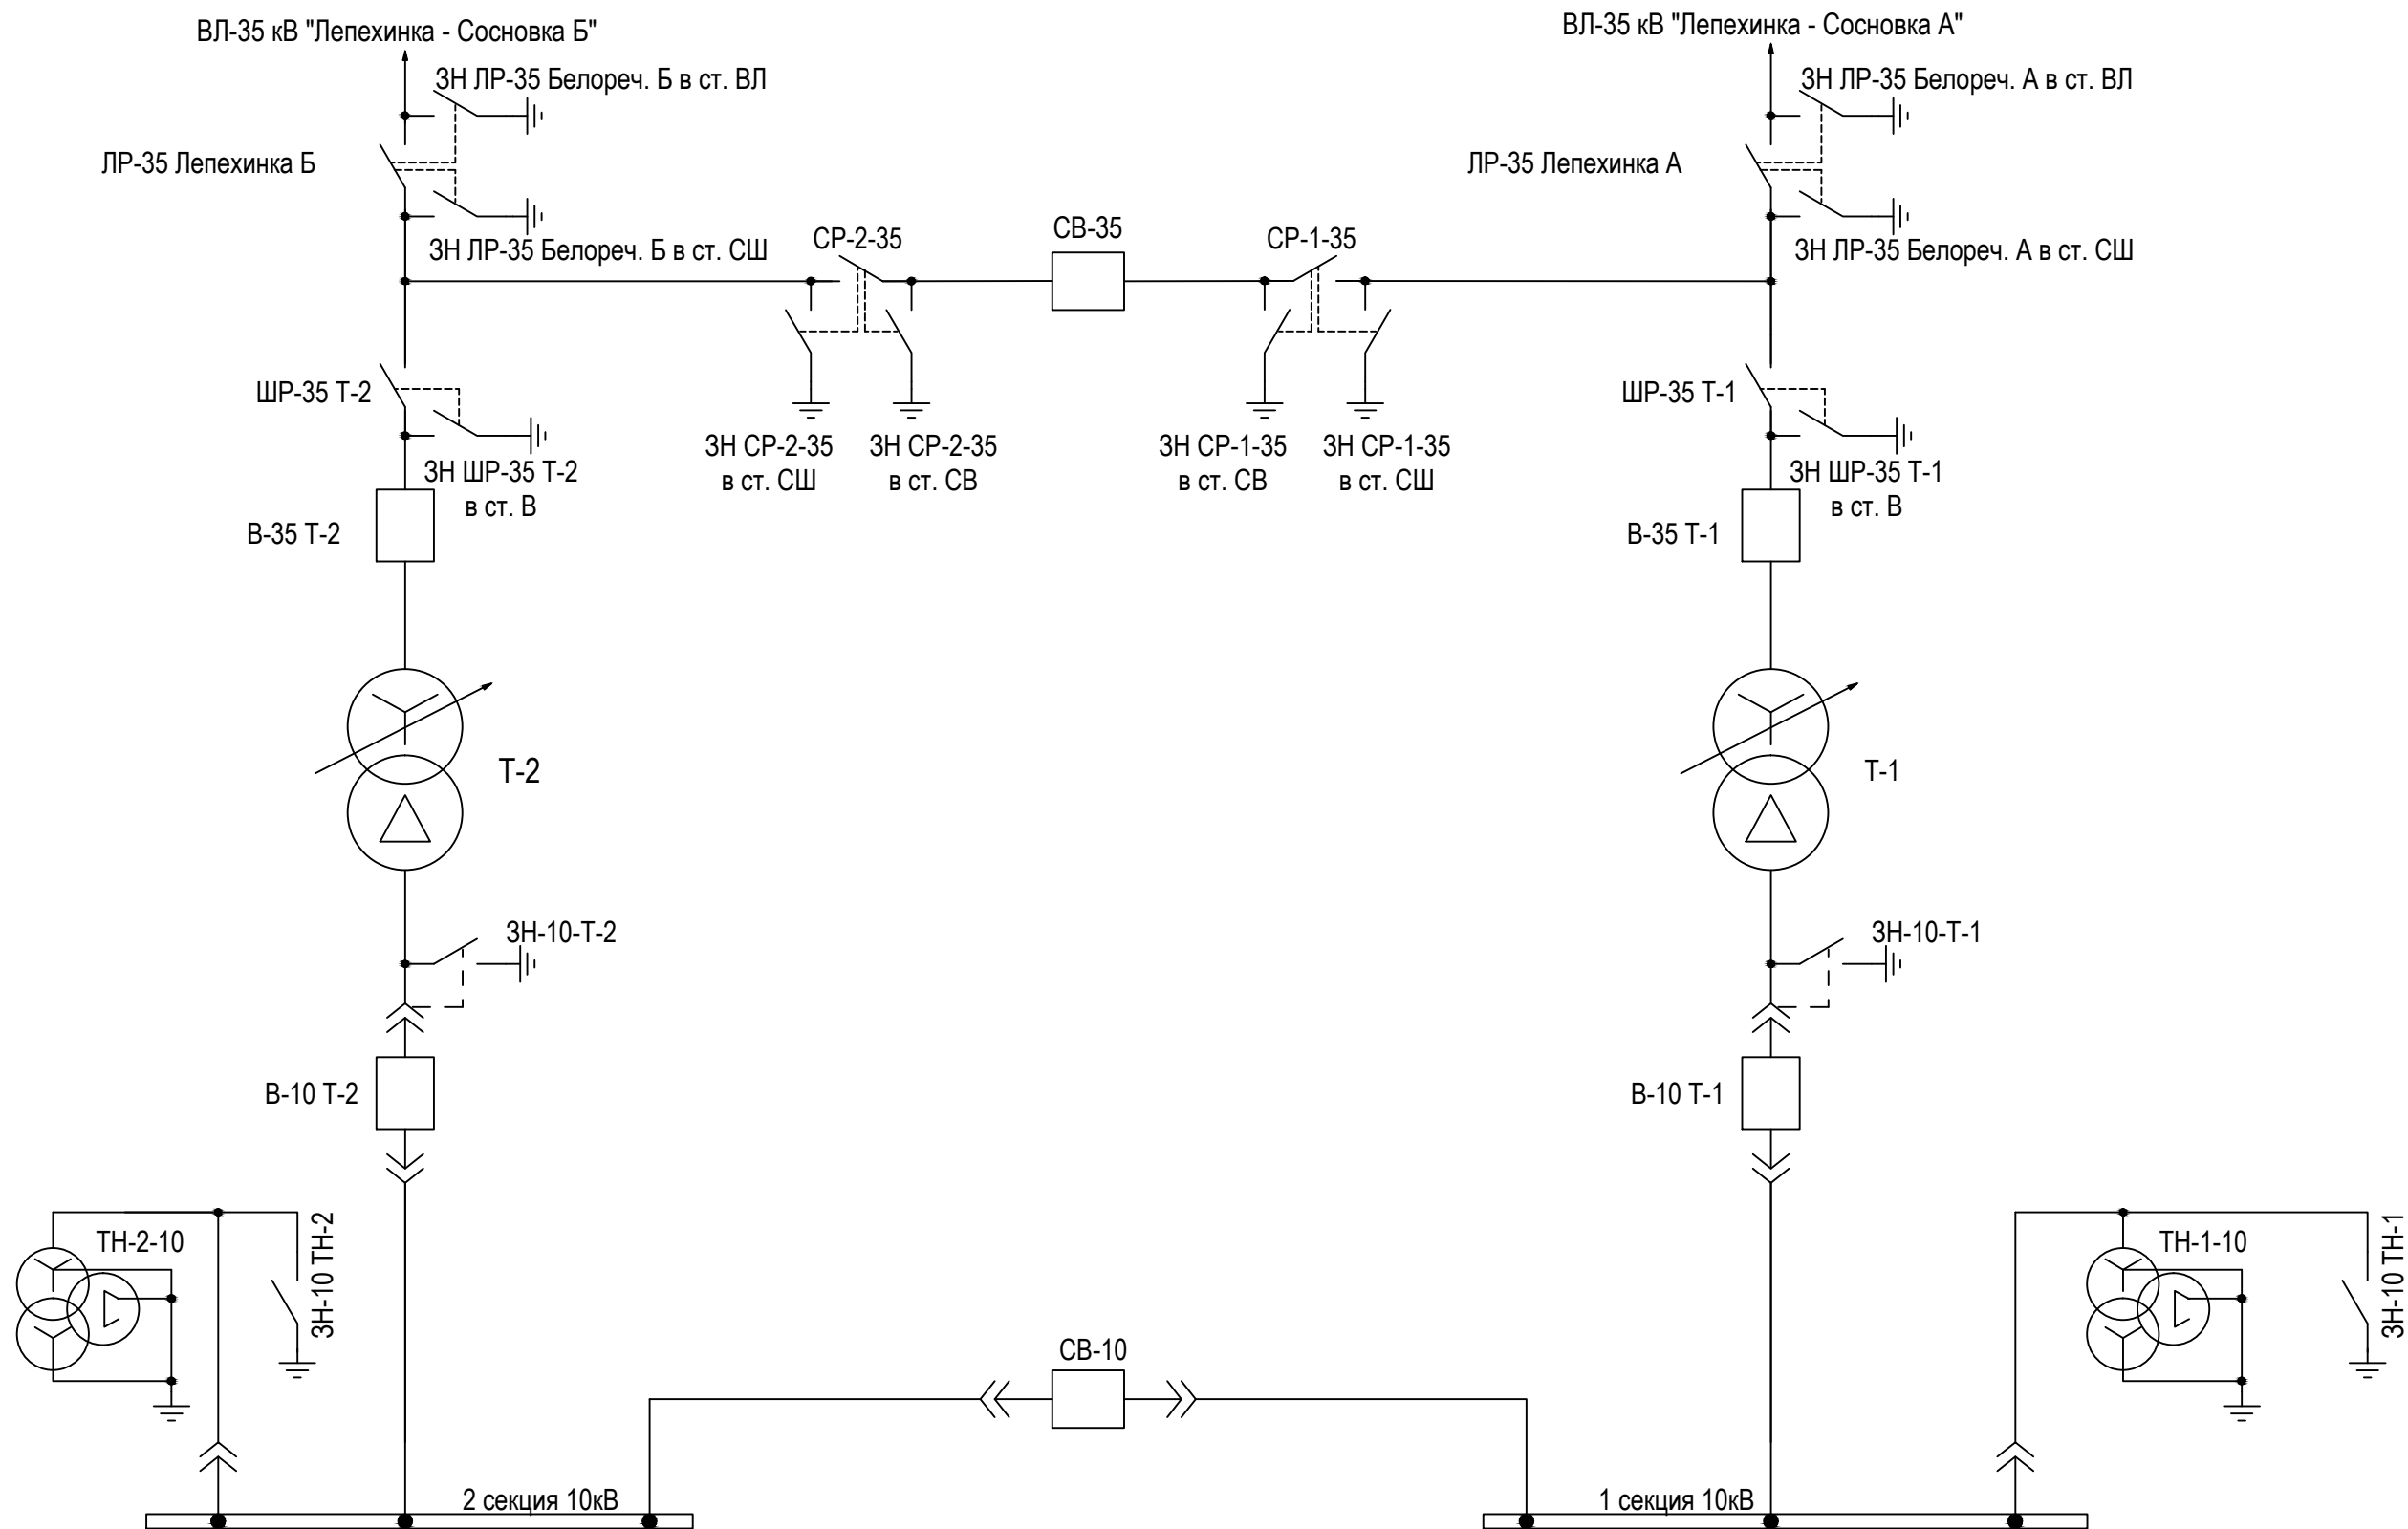 ВЛ-35 кВ "Лепехинка - Сосновка Б"
ВЛ-35 кВ "Лепехинка - Сосновка А"
ЗН ЛР-35 Белореч. Б в ст. ВЛ
ЗН ЛР-35 Белореч. А в ст. ВЛ
ЛР-35 Лепехинка Б
ЛР-35 Лепехинка А
ЗН ЛР-35 Белореч. Б в ст. СШ
СР-2-35
СВ-35
СР-1-35
ЗН ЛР-35 Белореч. А в ст. СШ
ШР-35 Т-2
ШР-35 Т-1
ЗН ШР-35 Т-2
в ст. В
ЗН СР-2-35
в ст. СШ
ЗН СР-2-35
в ст. СВ
ЗН СР-1-35
в ст. СВ
ЗН СР-1-35
в ст. СШ
ЗН ШР-35 Т-1
в ст. В
В-35 Т-2
В-35 Т-1
Т-2
Т-1
ЗН-10-Т-2
ЗН-10-Т-1
В-10 Т-2
В-10 Т-1
ТН-2-10
ЗН-10 ТН-2
ТН-1-10
ЗН-10 ТН-1
СВ-10
2 секция 10кВ
1 секция 10кВ